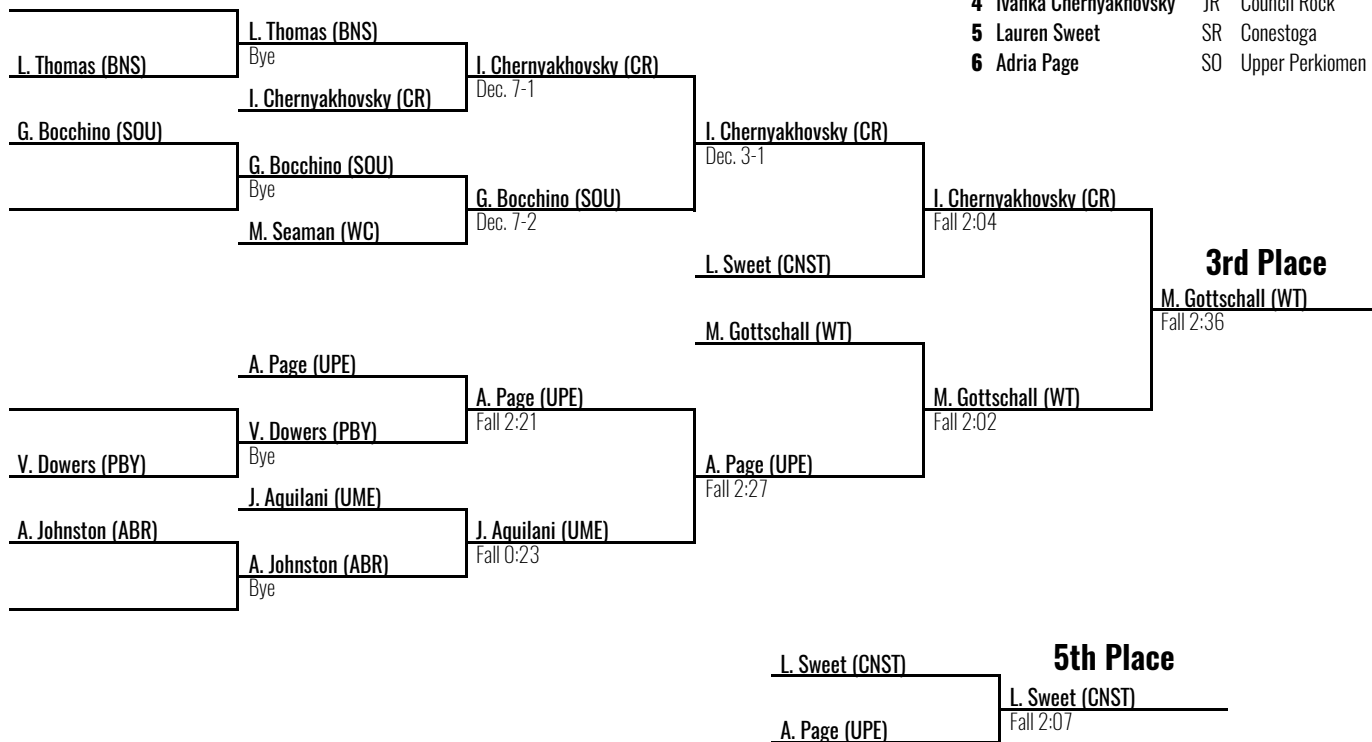 4 Ivanka Chernyakhovsky JR Council Rock
5 Lauren Sweet SR Conestoga
6 Adria Page SO Upper Perkiomen
L. Thomas (BNS)
Bye
L. Thomas (BNS)
I. Chernyakhovsky (CR)
Dec. 7-1
I. Chernyakhovsky (CR)
G. Bocchino (SOU)
I. Chernyakhovsky (CR)
Dec. 3-1
G. Bocchino (SOU)
Bye
G. Bocchino (SOU)
Dec. 7-2
I. Chernyakhovsky (CR)
Fall 2:04
M. Seaman (WC)
L. Sweet (CNST)
3rd Place
M. Gottschall (WT)
Fall 2:36
M. Gottschall (WT)
A. Page (UPE)
A. Page (UPE)
Fall 2:21
M. Gottschall (WT)
Fall 2:02
V. Dowers (PBY)
Bye
V. Dowers (PBY)
A. Page (UPE)
Fall 2:27
J. Aquilani (UME)
A. Johnston (ABR)
J. Aquilani (UME)
Fall 0:23
A. Johnston (ABR)
Bye
5th Place
L. Sweet (CNST)
L. Sweet (CNST)
Fall 2:07
A. Page (UPE)